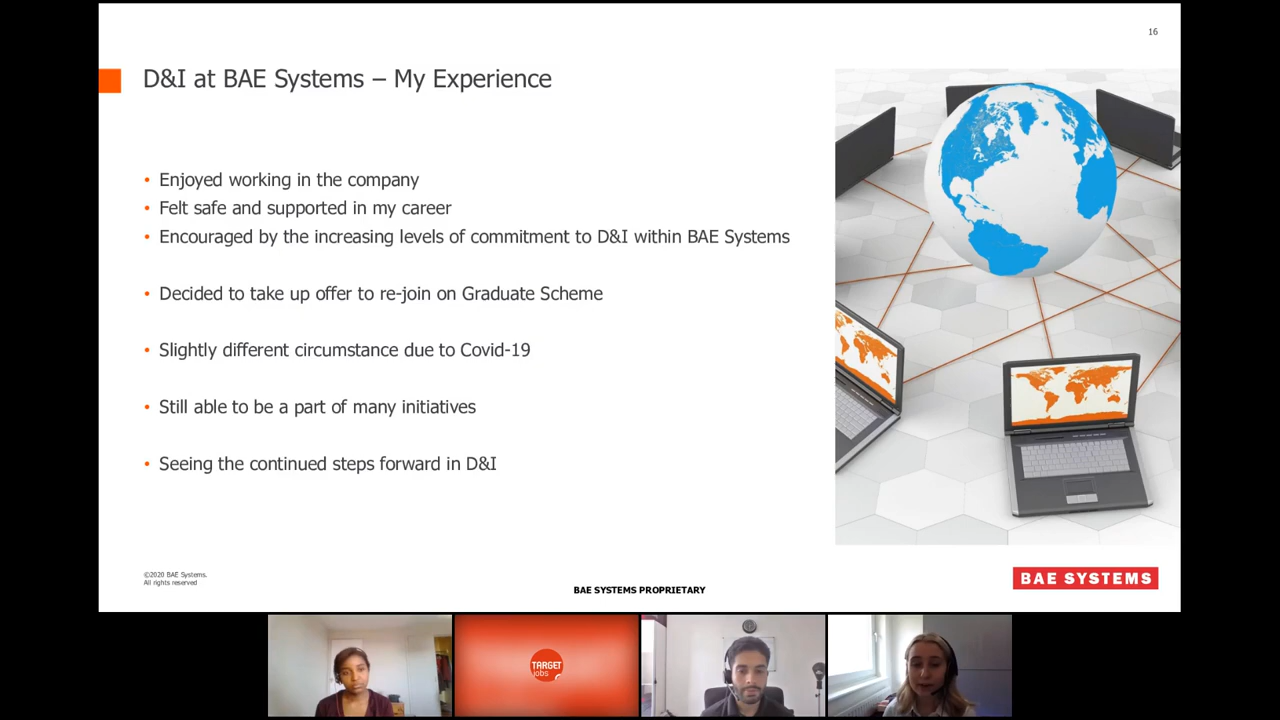 16
D&I at BAE Systems – My Experience
• Enjoyed working in the company
• Felt safe and supported in my career
• Encouraged by the increasing levels of commitment to D&I within BAE Systems
• Decided to take up offer to re-join on Graduate Scheme
• Slightly different circumstance due to Covid-19
• Still able to be a part of many initiatives
• Seeing the continued steps forward in D&I
©2020 BAE Systems.
All rights reserved
BAE SYSTEMS PROPRIETARY
BAE SYSTEMS
TARGET
jobs